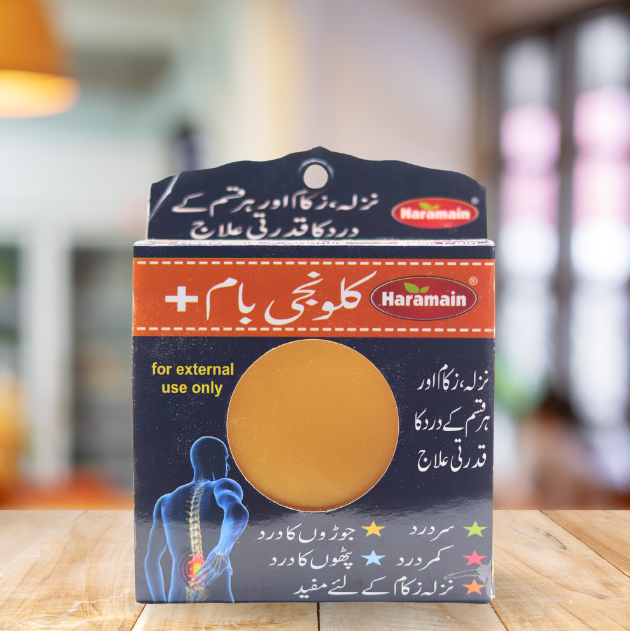 نزلہ، زکام اور ہر قسم کے
درد کا قدرتی علاج
Haramain
کلونجی بام +
Haramain®
for external
use only
نزلہ، زکام اور
ہر قسم کے درد کا
قدرتی علاج
سر درد
جوڑوں کا درد
کمر درد
پٹھوں کا درد
نزلہ زکام کے لئے مفید